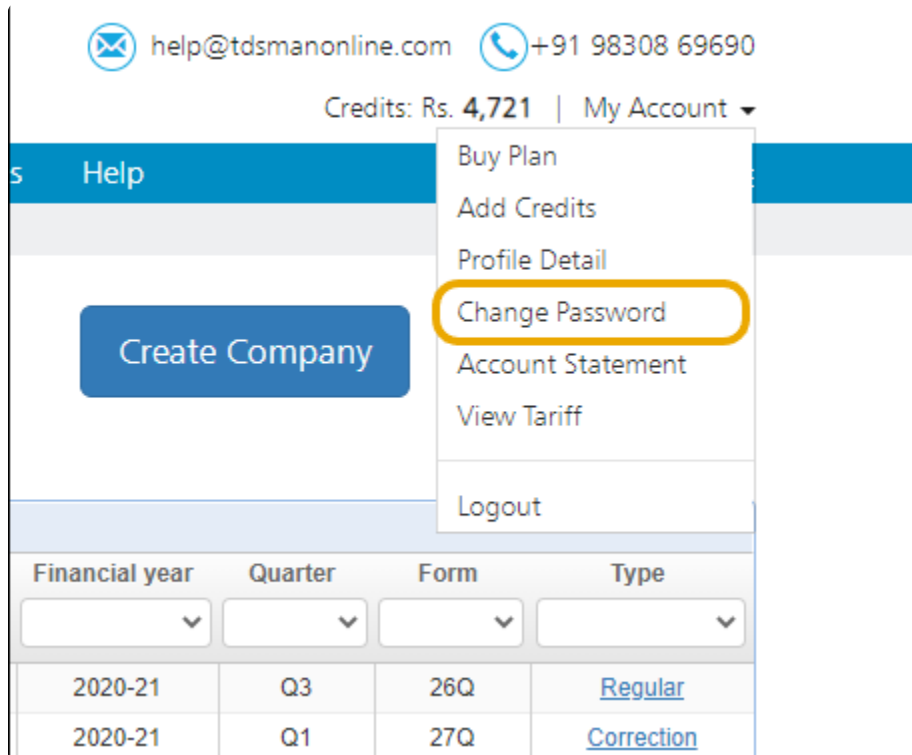 help@tdsmanonline.com +91 98308 69690
Credits: Rs. 4,721 | My Account
Help
Buy Plan
Add Credits
Profile Detail
Change Password
Account Statement
View Tariff
Logout
Create Company
Financial year Quarter Form Type
2020-21 Q3 26Q Regular
2020-21 Q1 27Q Correction